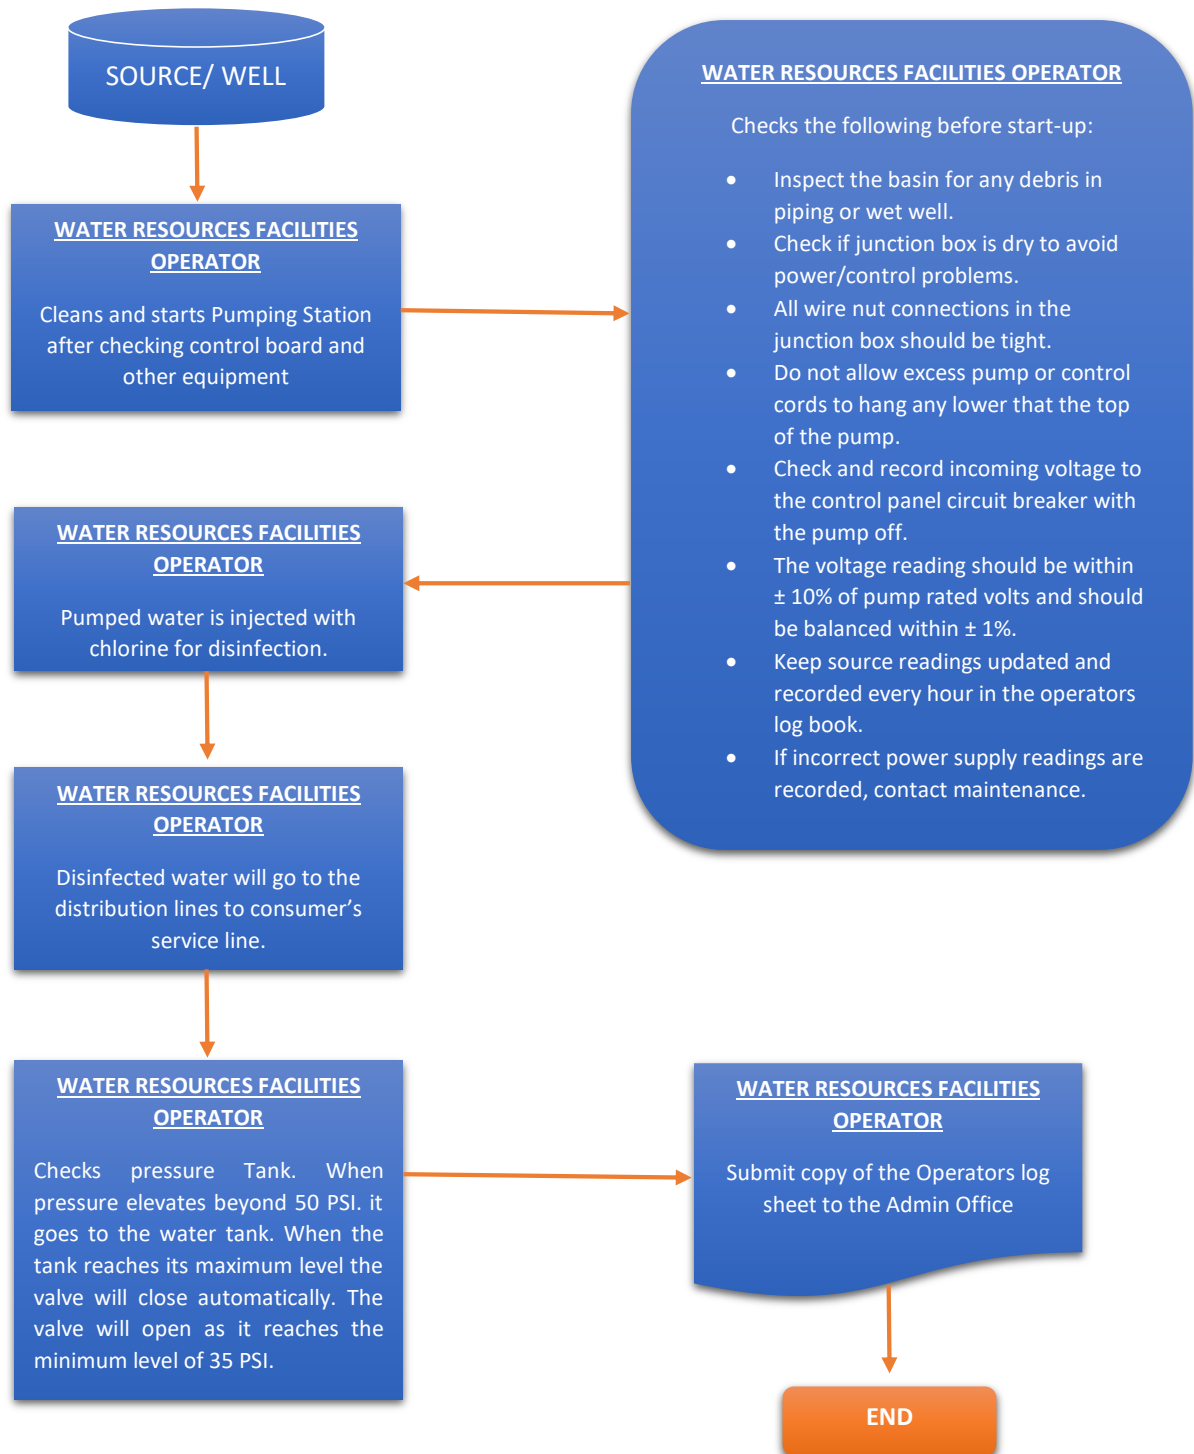 SOURCE/ WELL
WATER RESOURCES FACILITIES
OPERATOR
Cleans and starts Pumping Station
after checking control board and
other equipment
WATER RESOURCES FACILITIES OPERATOR
Checks the following before start-up:
• Inspect the basin for any debris in
piping or wet well.
• Check if junction box is dry to avoid
power/control problems.
• All wire nut connections in the
junction box should be tight.
• Do not allow excess pump or control
cords to hang any lower that the top
of the pump.
• Check and record incoming voltage to
the control panel circuit breaker with
the pump off.
• The voltage reading should be within
± 10% of pump rated volts and should
be balanced within ± 1%.
• Keep source readings updated and
recorded every hour in the operators
log book.
• If incorrect power supply readings are
recorded, contact maintenance.
WATER RESOURCES FACILITIES
OPERATOR
Pumped water is injected with
chlorine for disinfection.
WATER RESOURCES FACILITIES
OPERATOR
Disinfected water will go to the
distribution lines to consumer’s
service line.
WATER RESOURCES FACILITIES
OPERATOR
Checks pressure Tank. When
pressure elevates beyond 50 PSI. it
goes to the water tank. When the
tank reaches its maximum level the
valve will close automatically. The
valve will open as it reaches the
minimum level of 35 PSI.
WATER RESOURCES FACILITIES
OPERATOR
Submit copy of the Operators log
sheet to the Admin Office
END